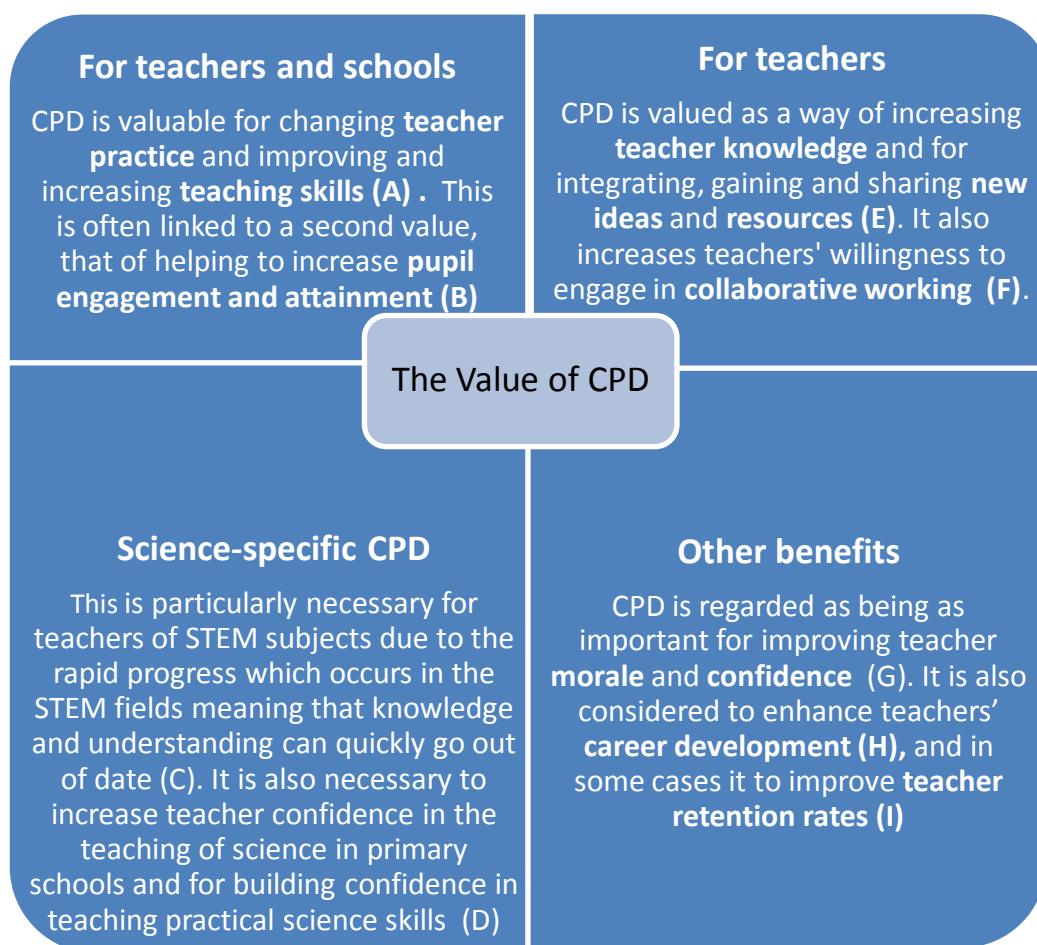 For teachers and schools
CPD is valuable for changing teacher
practice and improving and
increasing teaching skills (A) . This
is often linked to a second value,
that of helping to increase pupil
engagement and attainment (B)
For teachers
CPD is valued as a way of increasing
teacher knowledge and for
integrating, gaining and sharing new
ideas and resources (E). It also
increases teachers' willingness to
engage in collaborative working (F).
The Value of CPD
Science-specific CPD
This is particularly necessary for
teachers of STEM subjects due to the
rapid progress which occurs in the
STEM fields meaning that knowledge
and understanding can quickly go out
of date (C). It is also necessary to
increase teacher confidence in the
teaching of science in primary
schools and for building confidence in
teaching practical science skills (D)
Other benefits
CPD is regarded as being as
important for improving teacher
morale and confidence (G). It is also
considered to enhance teachers’
career development (H), and in
some cases it to improve teacher
retention rates (I)